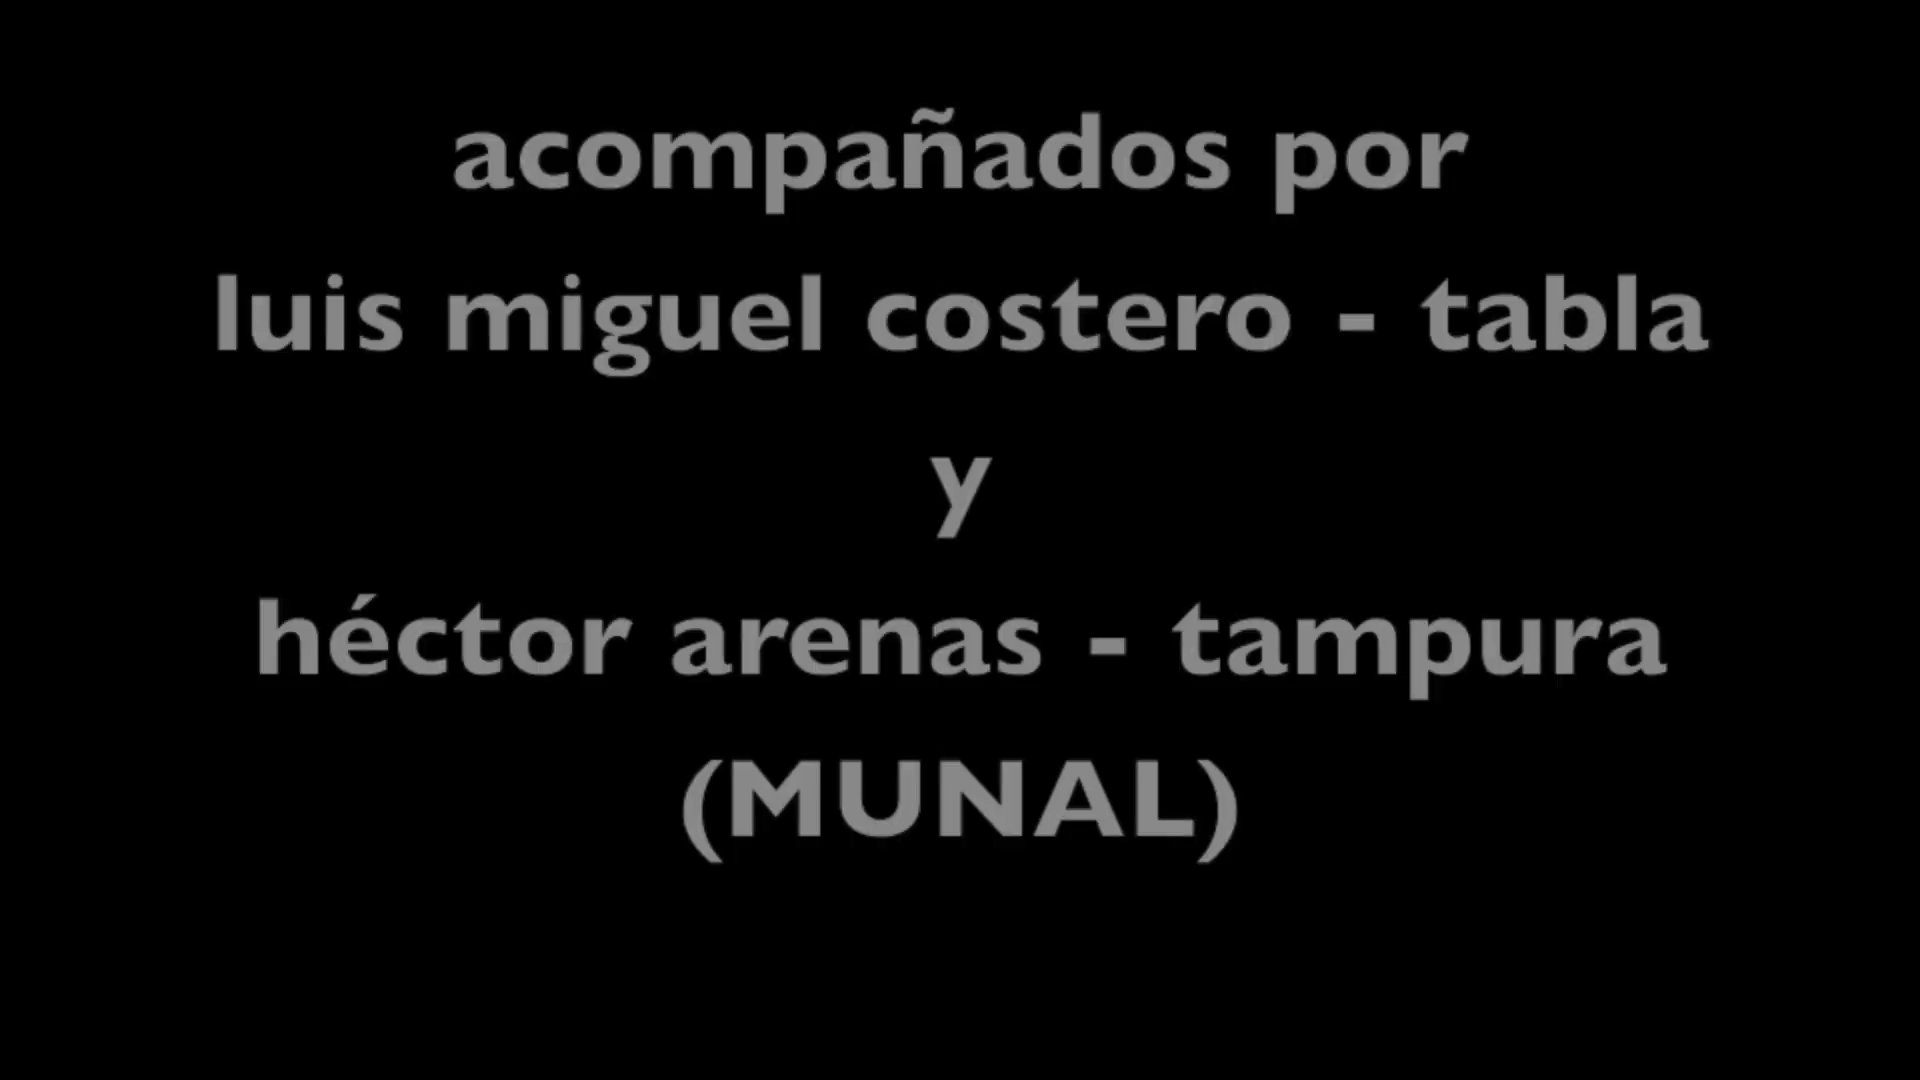 acompañados por
luis miguel costero - tabla
y
héctor arenas - tampura
(MUNAL)